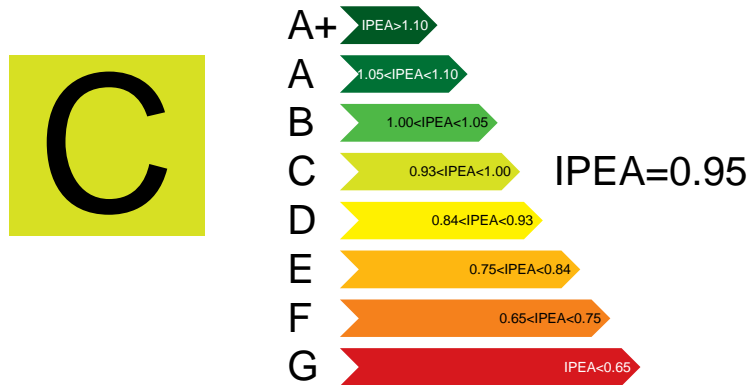 C
A+ IPEA>1.10
A 1.05<IPEA<1.10
B 1.00<IPEA<1.05
C 0.93<IPEA<1.00 IPEA=0.95
D 0.84<IPEA<0.93
E 0.75<IPEA<0.84
F 0.65<IPEA<0.75
G IPEA<0.65